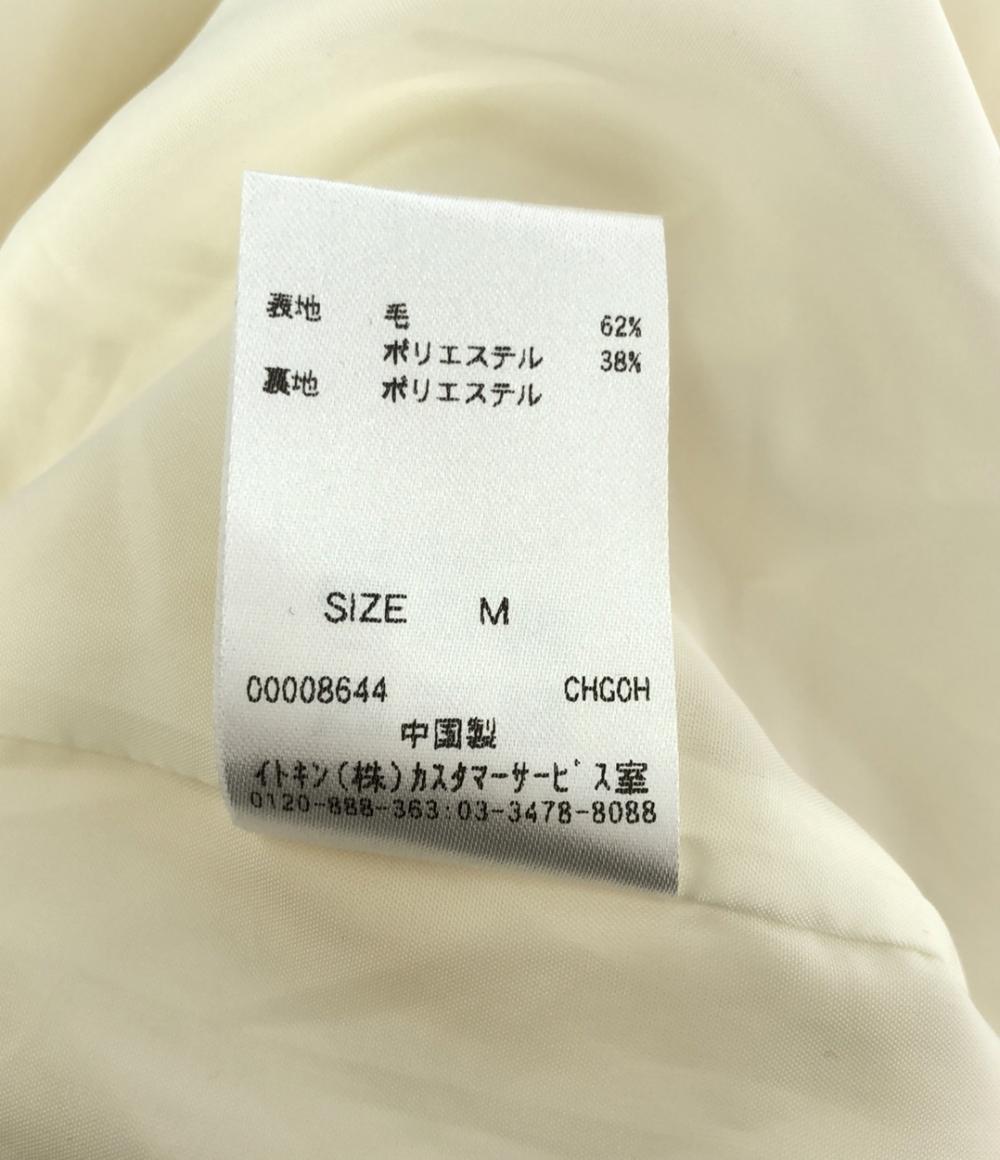 表地 毛 62%
ポリエステル 38%
裏地 ポリエステル
SIZE M
00008644 CHGOH
中国製
イトキン(株)カスタマーサービス室
0120-888-363:03-3478-8088